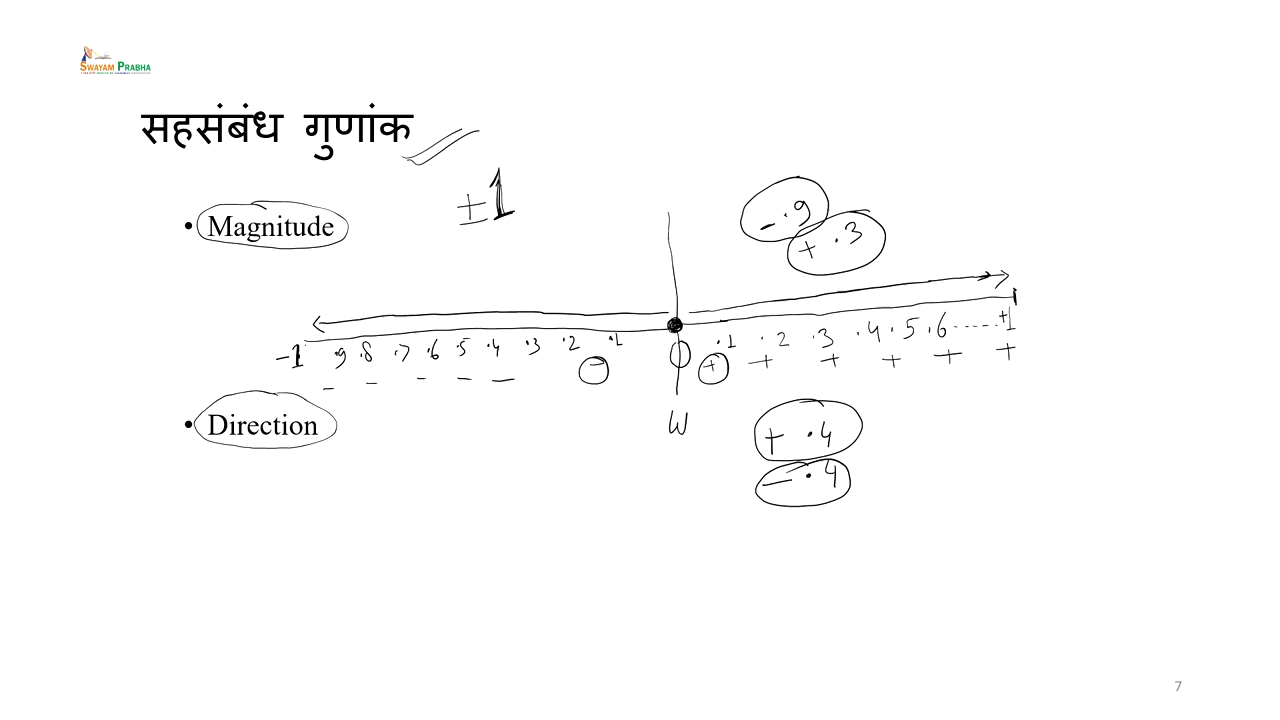 SWAYAM PRABHA
सहसंबंध गुणांक
±1
• Magnitude
- .9
+ .3
-1 .9 .8 .7 .6 .5 .4 .3 .2 .1 0 .1 .2 .3 .4 .5 .6 ...... +1
- - - - - - + + + + + +
• Direction
W
+ .4
- .4
7